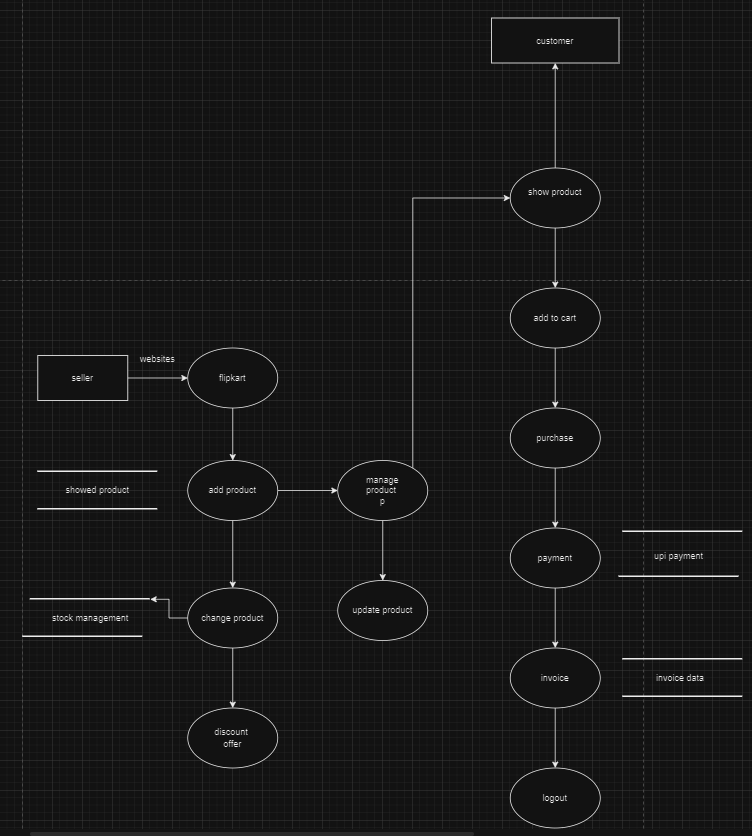 customer
show product
add to cart
websites
seller
flipkart
purchase
showed product
add product
manage
product
p
payment
upi payment
stock management
change product
update product
invoice
invoice data
discount
offer
logout